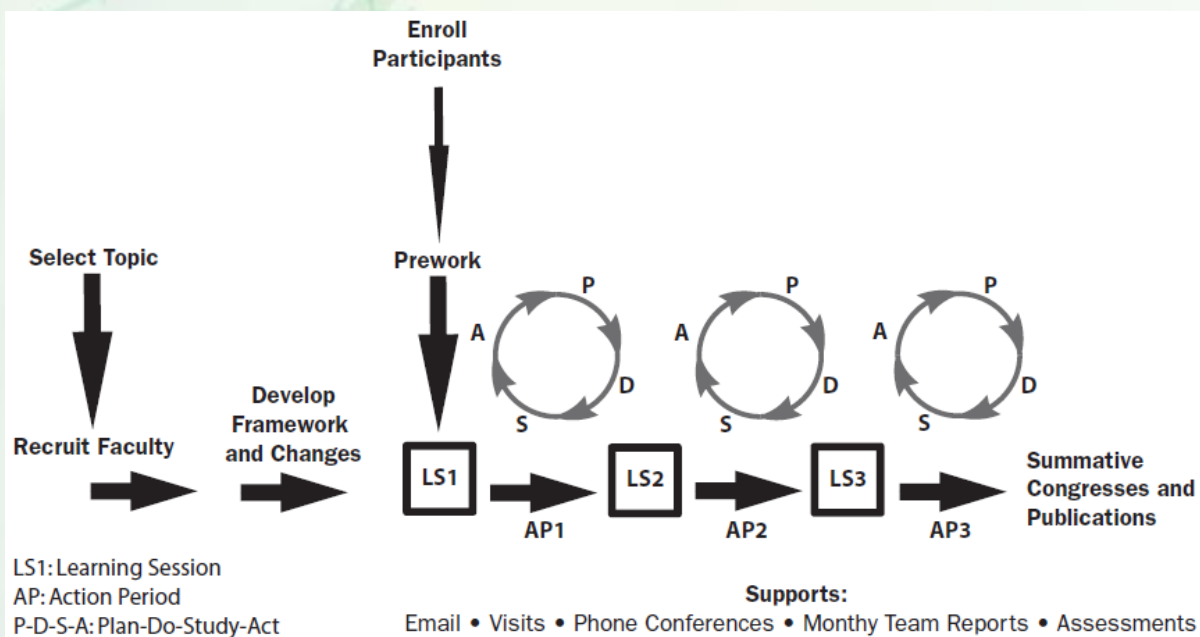 Enroll
Participants
Select Topic
Prework
P
P
P
A
A
A
D
D
D
S
S
S
Recruit Faculty
Develop
Framework
and Changes
LS1
LS2
LS3
AP1
AP2
AP3
Summative
Congresses and
Publications
LS1: Learning Session
AP: Action Period
P-D-S-A: Plan-Do-Study-Act
Supports:
Email • Visits • Phone Conferences • Monthy Team Reports • Assessments